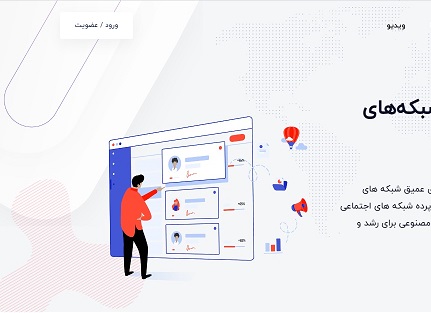 ویدیو
ورود / عضویت
شبکه‌های
ی عمیق شبکه های
پرده شبکه های اجتماعی
مصنوعی برای رشد و